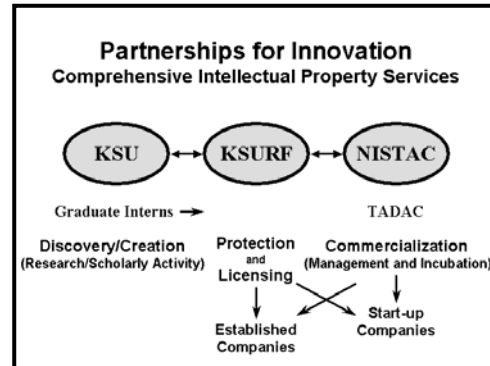 Partnerships for Innovation
Comprehensive Intellectual Property Services
KSU KSURF NISTAC
Graduate Interns TADAC
Discovery/Creation
(Research/Scholarly Activity)
Protection
and
Licensing
Commercialization
(Management and Incubation)
Established
Companies
Start-up
Companies